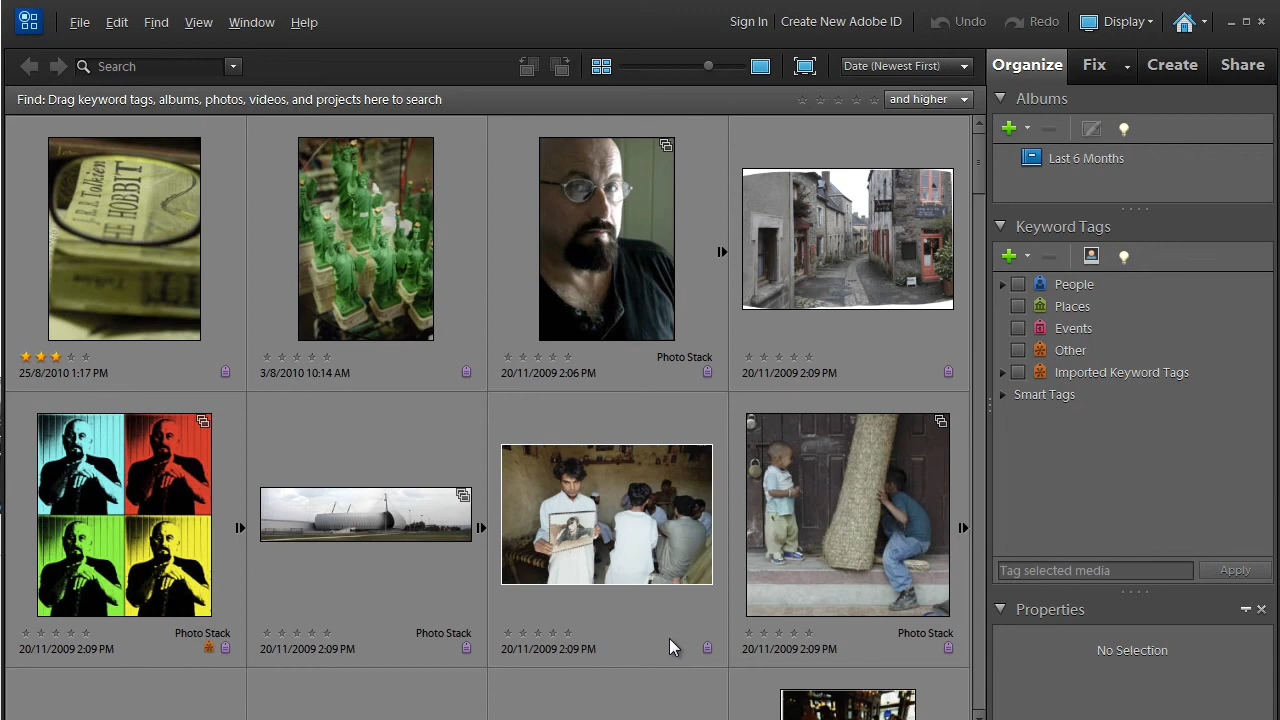 File Edit Find View Window Help
Sign In Create New Adobe ID Undo Redo Display
Search Date (Newest First) Organize Fix Create Share
Find: Drag keyword tags, albums, photos, videos, and projects here to search and higher
Albums
Last 6 Months
Keyword Tags
People
Places
Events
Other
Imported Keyword Tags
Smart Tags
J.R.R. Tolkien
THE HOBBIT
Photo Stack
25/8/2010 1:17 PM 3/8/2010 10:14 AM 20/11/2009 2:06 PM 20/11/2009 2:09 PM
Tag selected media Apply
Properties
No Selection
Photo Stack Photo Stack Photo Stack
20/11/2009 2:09 PM 20/11/2009 2:09 PM 20/11/2009 2:09 PM 20/11/2009 2:09 PM